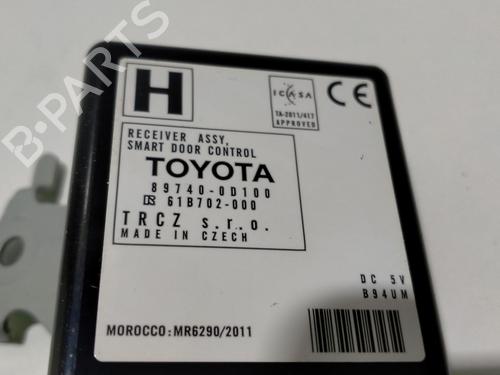 B-PARTS
H
ICASA
TA-2011/417
APPROVED
CE
RECEIVER ASSY,
SMART DOOR CONTROL
TOYOTA
89740-0D100
61B702-000
TRCZ s.r.o.
MADE IN CZECH
DC 5V
B94UM
MOROCCO:MR6290/2011